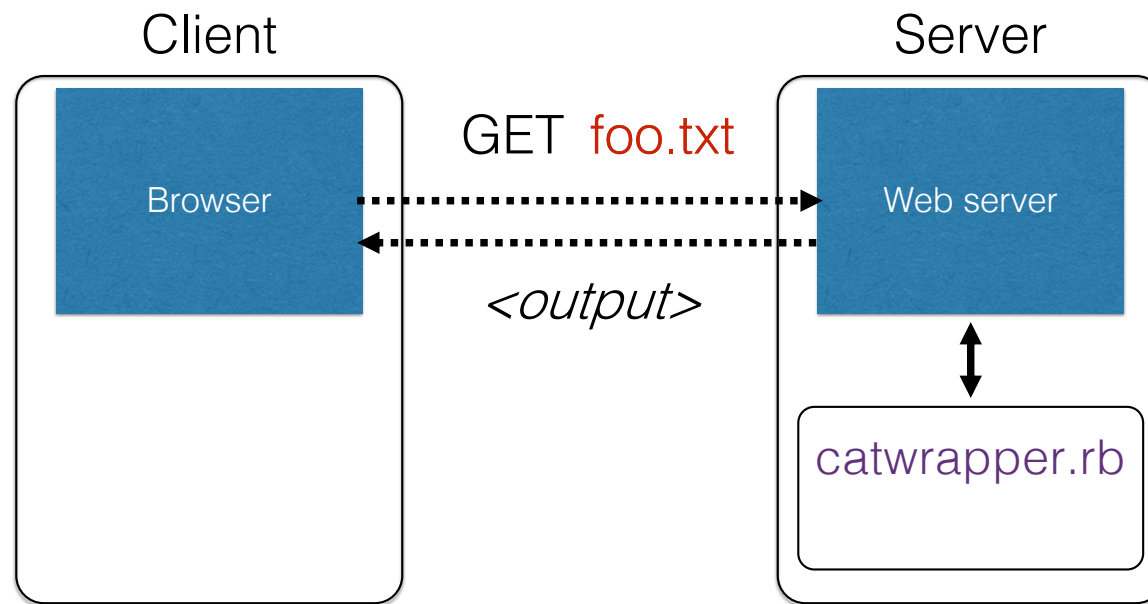 Client
Server
GET foo.txt
Browser
Web server
<output>
catwrapper.rb